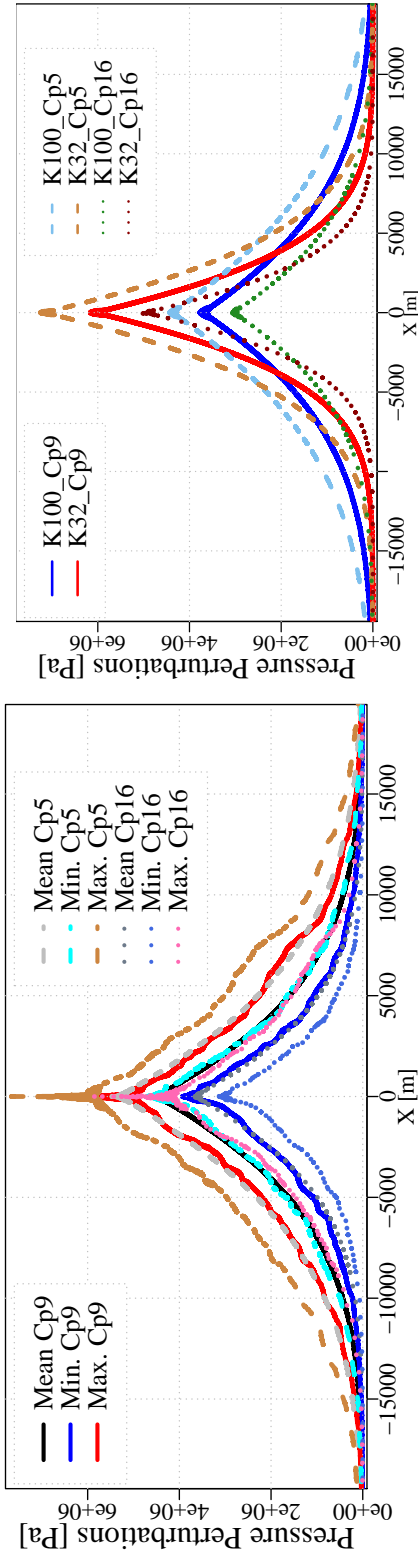 Pressure Perturbations [Pa]
0e+00
2e+06
4e+06
6e+06
Mean Cp9
Min. Cp9
Max. Cp9
Mean Cp5
Min. Cp5
Max. Cp5
Mean Cp16
Min. Cp16
Max. Cp16
−15000
−10000
−5000
0
5000
10000
15000
X [m]
Pressure Perturbations [Pa]
0e+00
2e+06
4e+06
6e+06
K100_Cp9
K32_Cp9
K100_Cp5
K32_Cp5
K100_Cp16
K32_Cp16
−15000
−5000
0
5000
10000
15000
X [m]